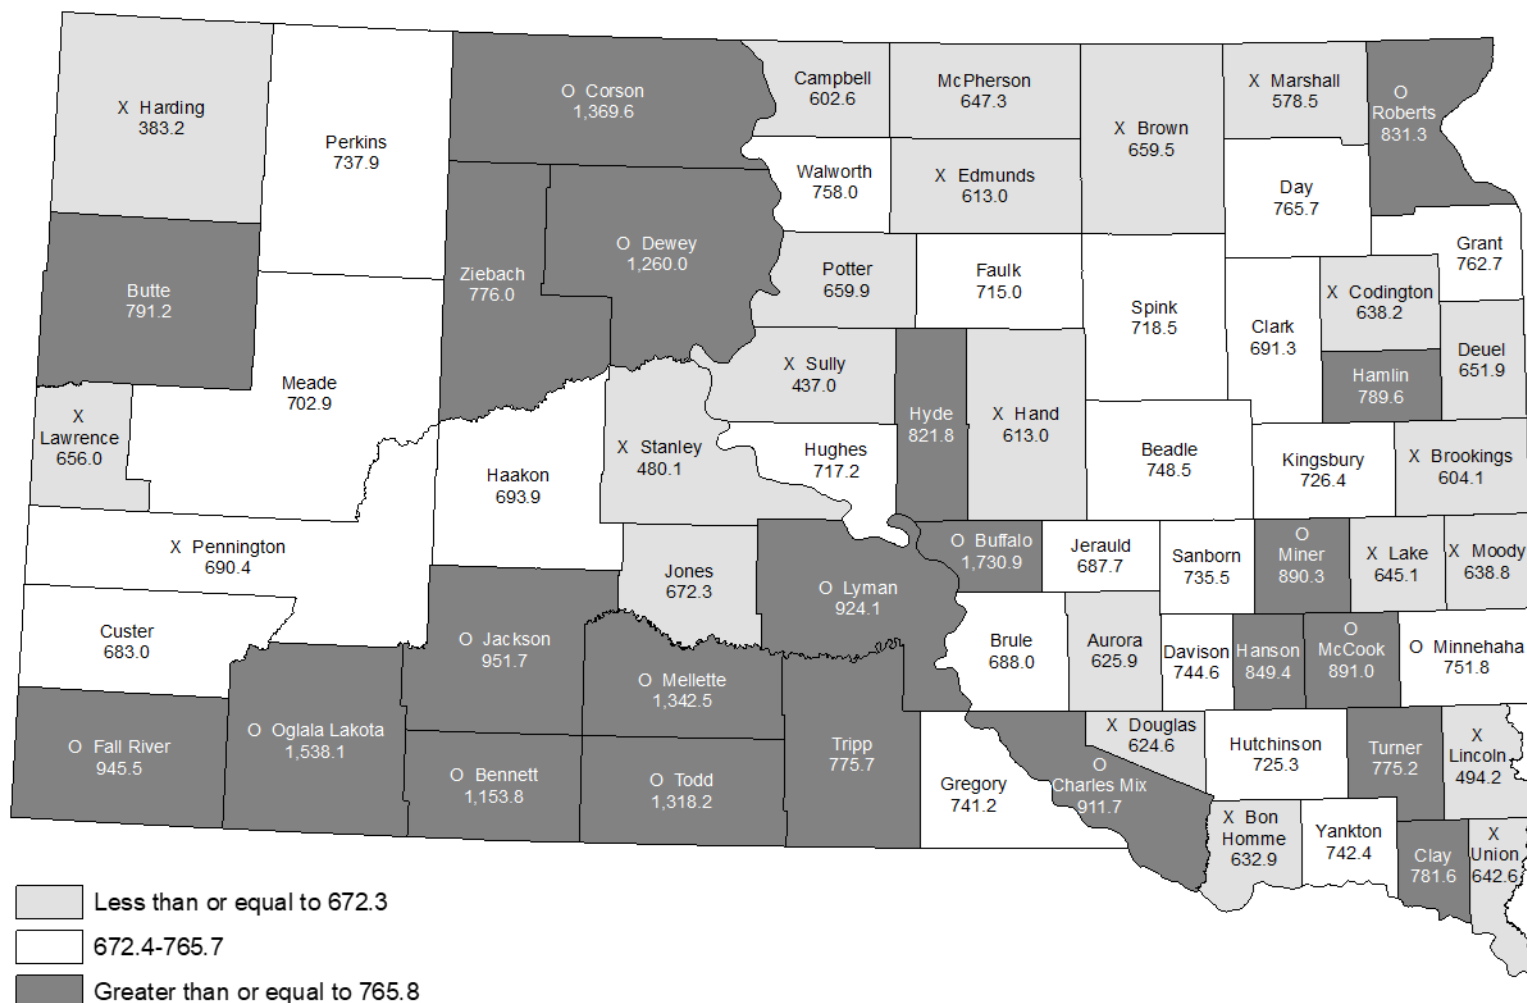 X Harding
383.2
Perkins
737.9
O Corson
1,369.6
Campbell
602.6
McPherson
647.3
X Brown
659.5
X Marshall
578.5
O
Roberts
831.3
Walworth
758.0
X Edmunds
613.0
Day
765.7
Grant
762.7
Butte
791.2
Ziebach
776.0
O Dewey
1,260.0
Potter
659.9
Faulk
715.0
Spink
718.5
Clark
691.3
X Codington
638.2
Hamlin
789.6
Deuel
651.9
X
Lawrence
656.0
Meade
702.9
Haakon
693.9
X Stanley
480.1
X Sully
437.0
Hughes
717.2
Hyde
821.8
X Hand
613.0
Beadle
748.5
Kingsbury
726.4
X Brookings
604.1
X Pennington
690.4
Jones
672.3
O Lyman
924.1
O Buffalo
1,730.9
Jerauld
687.7
Sanborn
735.5
O
Miner
890.3
X Lake
645.1
X Moody
638.8
Custer
683.0
O Jackson
951.7
O Mellette
1,342.5
Brule
688.0
Aurora
625.9
Davison
744.6
Hanson
849.4
O
McCook
891.0
O Minnehaha
751.8
O Fall River
945.5
O Oglala Lakota
1,538.1
O Bennett
1,153.8
O Todd
1,318.2
Tripp
775.7
Gregory
741.2
O
Charles Mix
911.7
X Douglas
624.6
Hutchinson
725.3
Turner
775.2
X
Lincoln
494.2
X Bon
Homme
632.9
Yankton
742.4
Clay
781.6
X
Union
642.6
Less than or equal to 672.3
672.4-765.7
Greater than or equal to 765.8